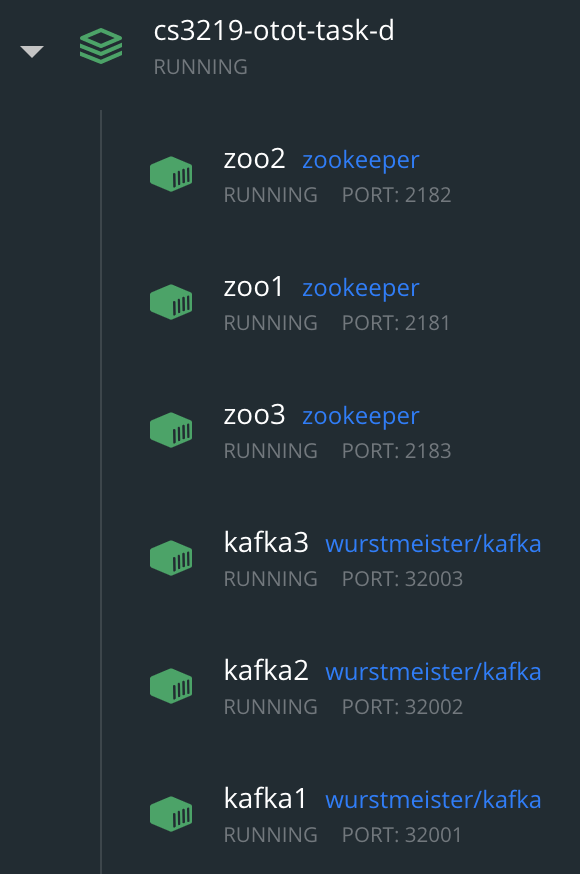 cs3219-otot-task-d
RUNNING
zoo2 zookeeper
RUNNING PORT: 2182
zoo1 zookeeper
RUNNING PORT: 2181
zoo3 zookeeper
RUNNING PORT: 2183
kafka3 wurstmeister/kafka
RUNNING PORT: 32003
kafka2 wurstmeister/kafka
RUNNING PORT: 32002
kafka1 wurstmeister/kafka
RUNNING PORT: 32001